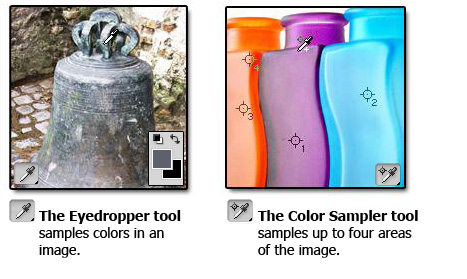 4
3
2
1
The Eyedropper tool
samples colors in an
image.
The Color Sampler tool
samples up to four areas
of the image.